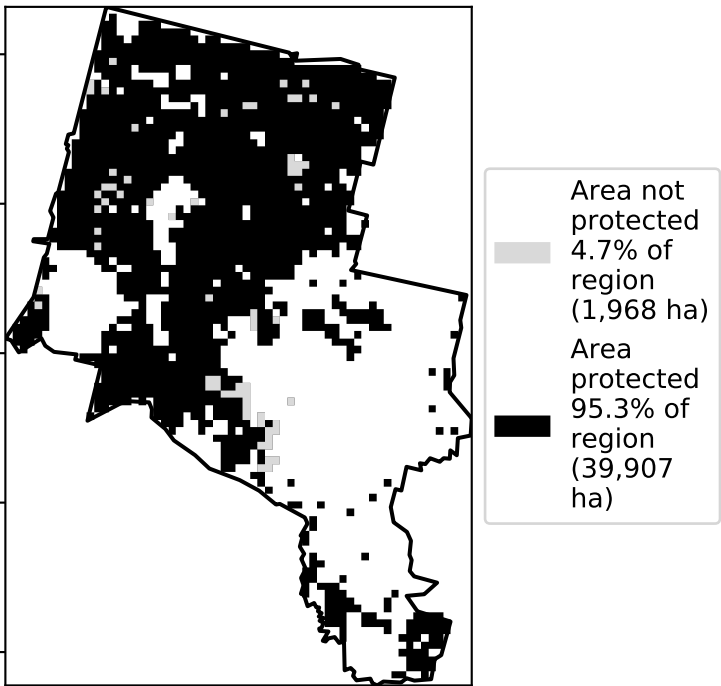 Area not
protected
4.7% of
region
(1,968 ha)
Area
protected
95.3% of
region
(39,907
ha)